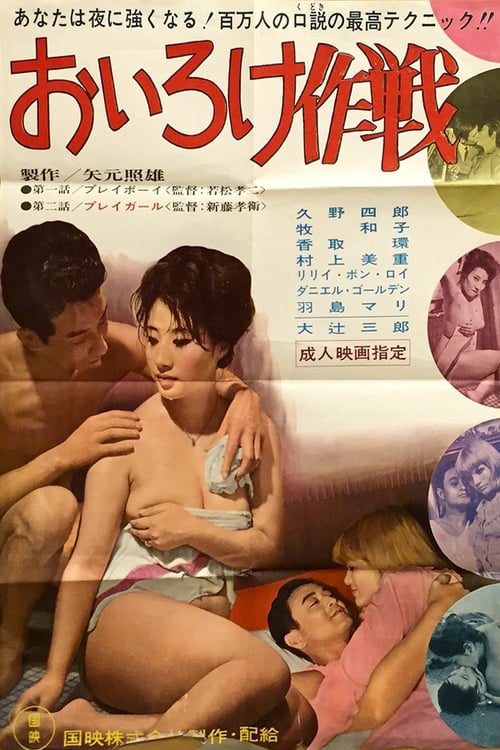 あなたは夜に強くなる！百万人の口説の最高テクニック!!
くどき
おいろけ作戦
製作／矢元照雄
●第一話／プレイボーイ〈監督：若松孝二〉
●第二話／プレイガール〈監督：新藤孝衛〉
久野四郎
牧和子
香取環
村上美重
リリイ・ボン・ロイ
ダニエル・ゴールデン
羽島マリ
大辻三郎
成人映画指定
国映
国映株式会社製作・配給